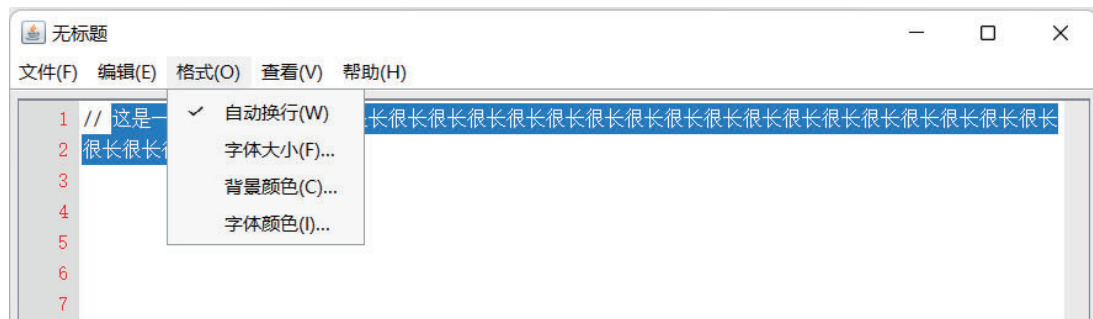 无标题
文件(F) 编辑(E) 格式(O) 查看(V) 帮助(H)
1 // 这是一
长很长很长很长很长很长很长很长很长很长很长很长很长很长很长很长很长很长
2 很长很长
3
4
5
6
7
✓ 自动换行(W)
字体大小(F)...
背景颜色(C)...
字体颜色(I)...